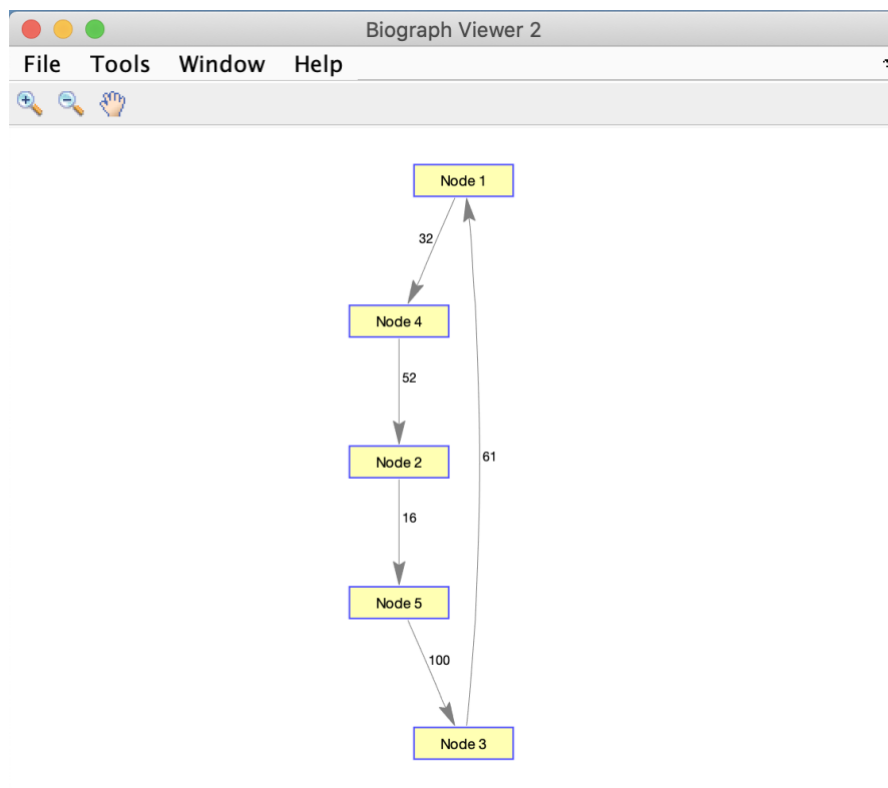 Biograph Viewer 2
File Tools Window Help
Node 1
32
Node 4
52
Node 2
61
16
Node 5
100
Node 3